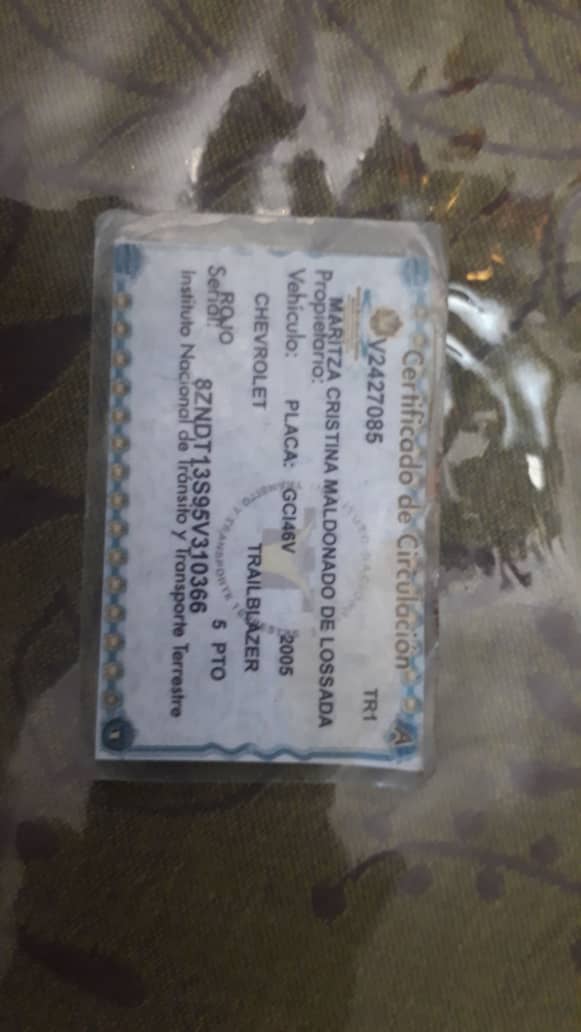 Certificado de Circulación
V2427085 TR1
MARITZA CRISTINA MALDONADO DE LOSSADA
Propietario:
Vehículo: PLACA: GCI46V 2005
CHEVROLET TRAILBLAZER
ROJO 5 PTO
Serial: 8ZNDT13S95V310366
Instituto Nacional de Tránsito y Transporte Terrestre